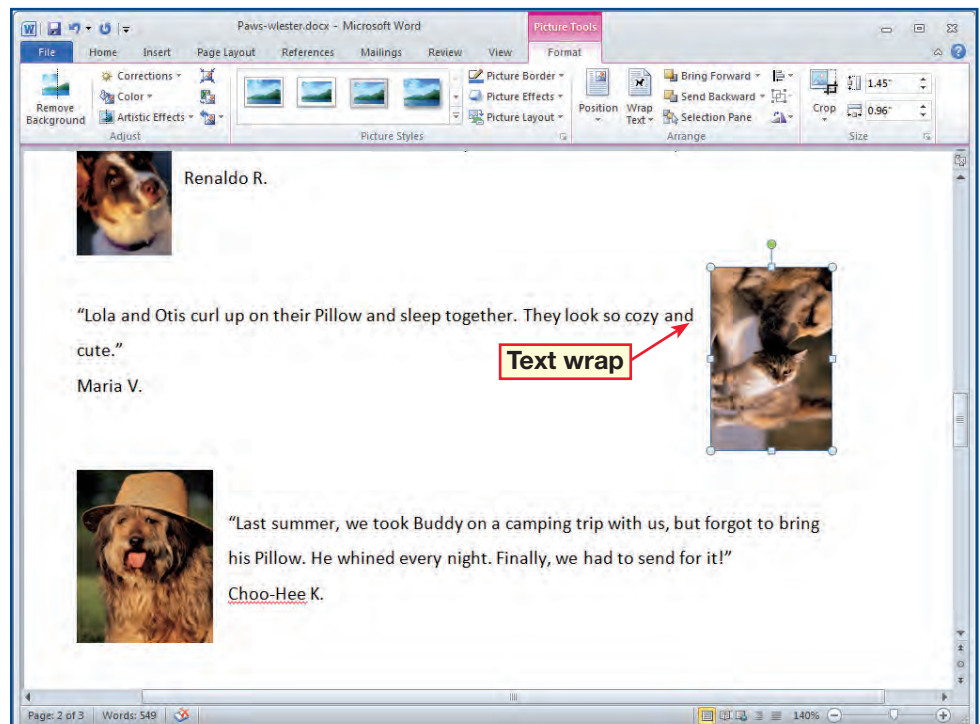 Paws-wlester.docx - Microsoft Word
Picture Tools
File Home Insert Page Layout References Mailings Review View Format
Remove Background
Corrections
Color
Artistic Effects
Adjust
Picture Styles
Picture Border
Picture Effects
Picture Layout
Position
Wrap Text
Bring Forward
Send Backward
Selection Pane
Arrange
Crop
1.45"
0.96"
Size
Renaldo R.
“Lola and Otis curl up on their Pillow and sleep together. They look so cozy and
cute.”
Maria V.
Text wrap
“Last summer, we took Buddy on a camping trip with us, but forgot to bring
his Pillow. He whined every night. Finally, we had to send for it!”
Choo-Hee K.
Page: 2 of 3 Words: 549 140%